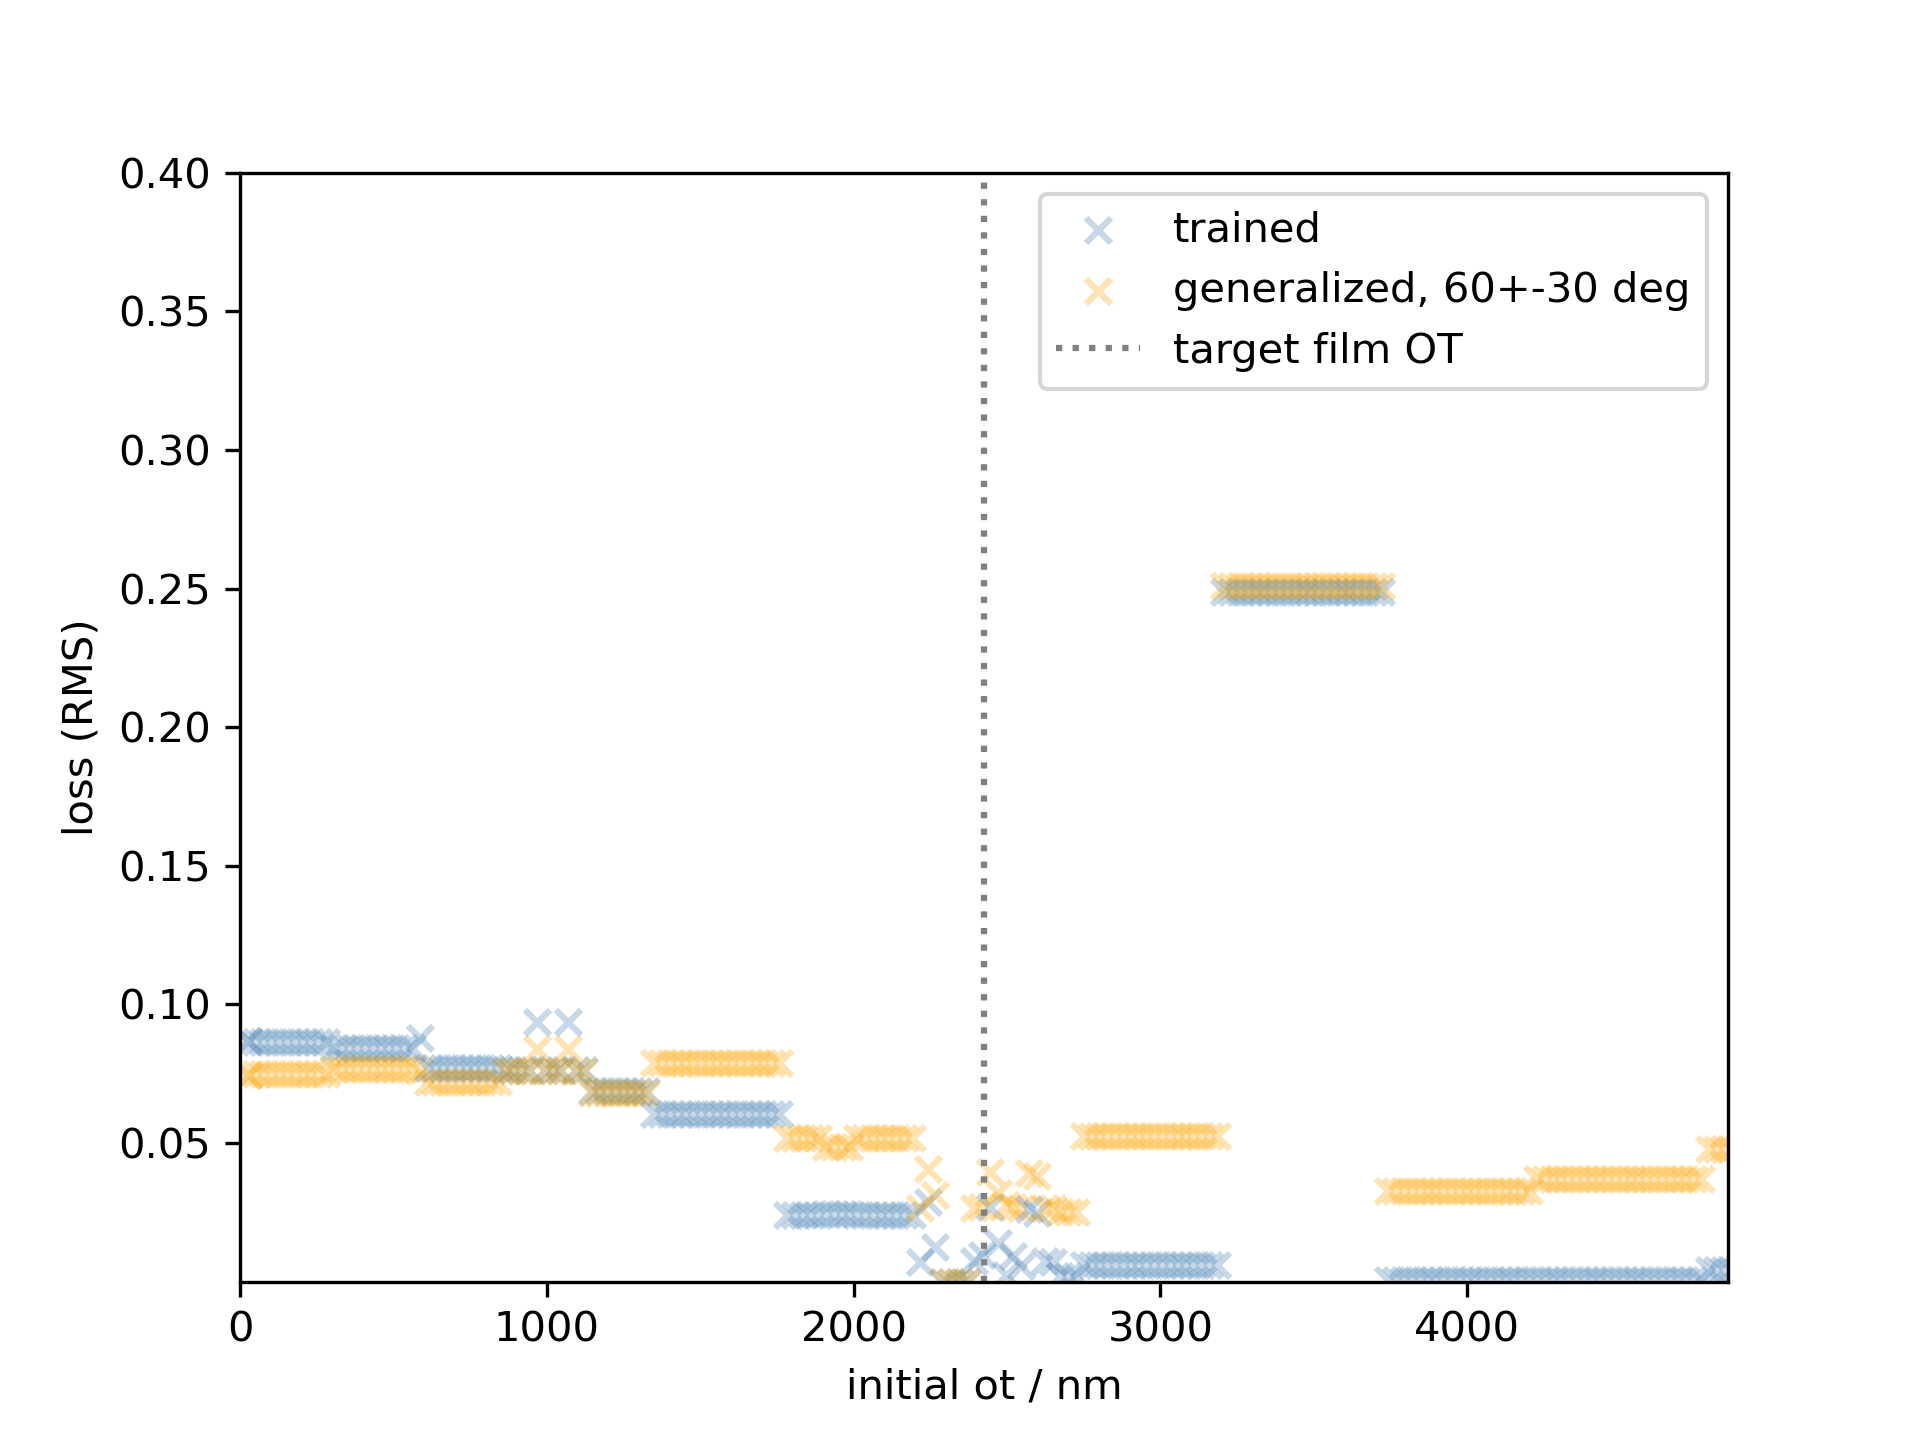 0.40
0.35
0.30
0.25
0.20
0.15
0.10
0.05
loss (RMS)
trained
generalized, 60+-30 deg
target film OT
0 1000 2000 3000 4000
initial ot / nm